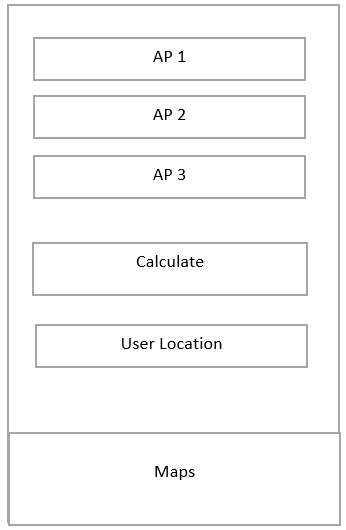 AP 1
AP 2
AP 3
Calculate
User Location
Maps